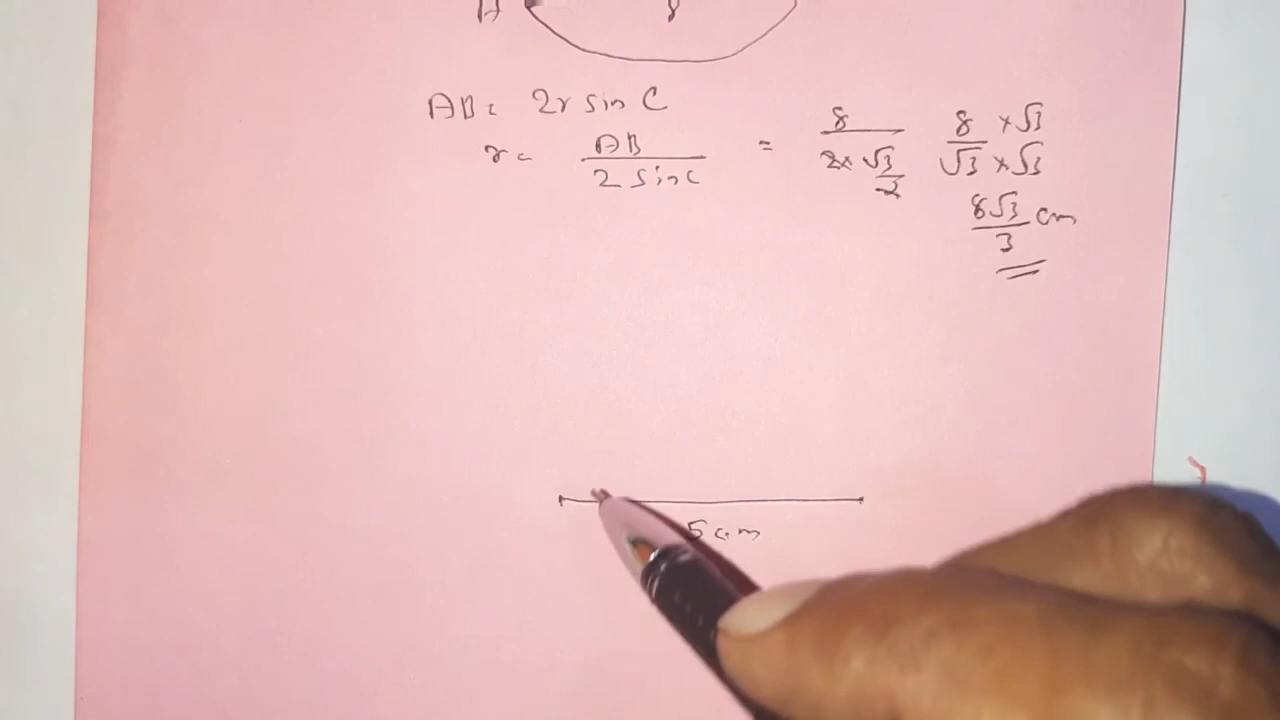 A 8
AB = 2r sin C
r = AB / 2 sin C = 8 / 2 × √3/2 8 × √3 / √3 × √3
8√3 / 3 cm
5 cm